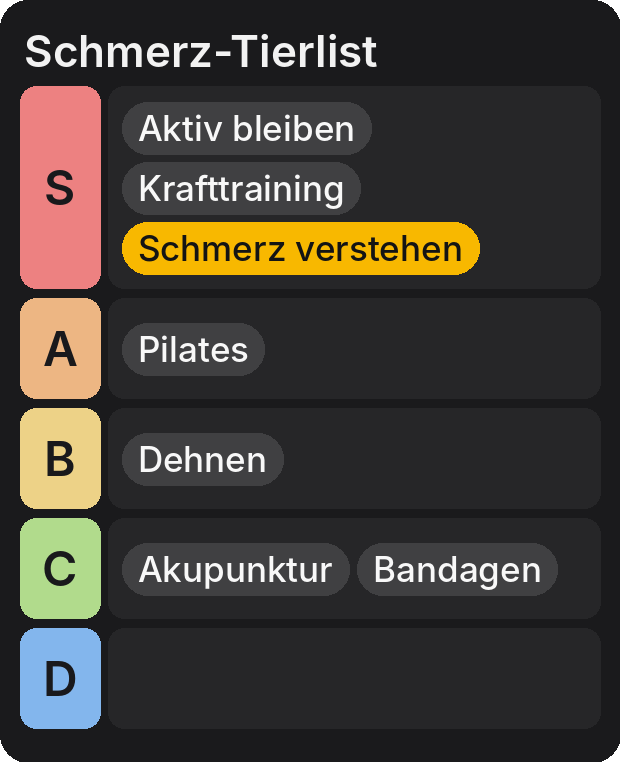 Schmerz-Tierlist
S
Aktiv bleiben
Krafttraining
Schmerz verstehen
A
Pilates
B
Dehnen
C
Akupunktur Bandagen
D